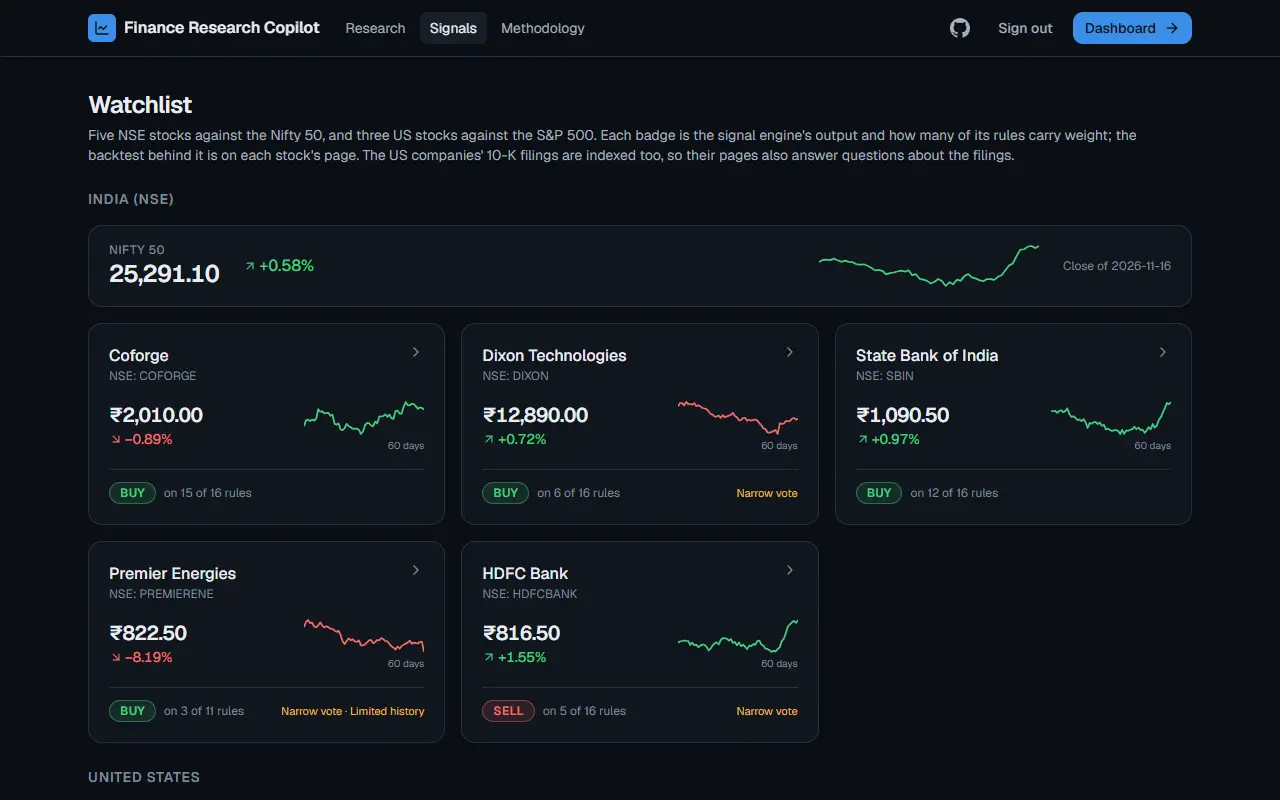 Finance Research Copilot
Research
Signals
Methodology
Sign out
Dashboard
Watchlist
Five NSE stocks against the Nifty 50, and three US stocks against the S&P 500. Each badge is the signal engine's output and how many of its rules carry weight; the
backtest behind it is on each stock's page. The US companies' 10-K filings are indexed too, so their pages also answer questions about the filings.
INDIA (NSE)
NIFTY 50
25,291.10
+0.58%
Close of 2026-11-16
Coforge
NSE: COFORGE
₹2,010.00
−0.89%
60 days
BUY on 15 of 16 rules
Dixon Technologies
NSE: DIXON
₹12,890.00
+0.72%
60 days
BUY on 6 of 16 rules Narrow vote
State Bank of India
NSE: SBIN
₹1,090.50
+0.97%
60 days
BUY on 12 of 16 rules
Premier Energies
NSE: PREMIERENE
₹822.50
−8.19%
60 days
BUY on 3 of 11 rules Narrow vote · Limited history
HDFC Bank
NSE: HDFCBANK
₹816.50
+1.55%
60 days
SELL on 5 of 16 rules Narrow vote
UNITED STATES